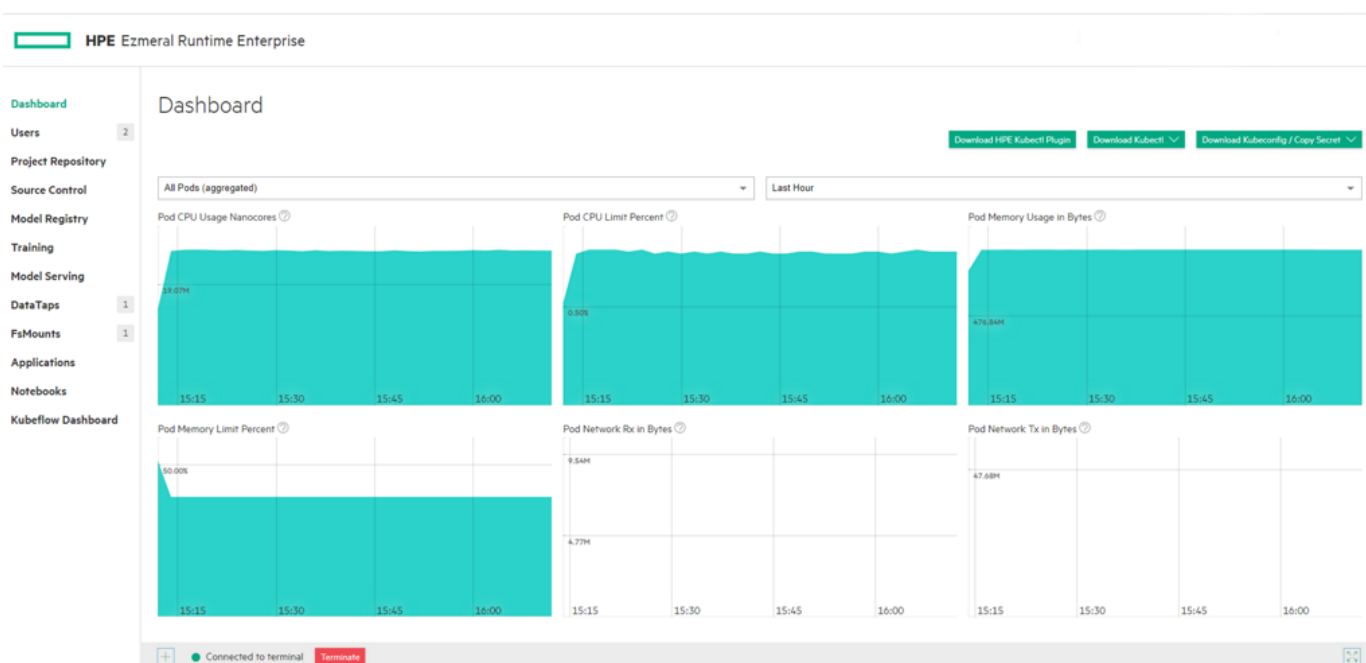 HPE Ezmeral Runtime Enterprise
Dashboard
Users 2
Project Repository
Source Control
Model Registry
Training
Model Serving
DataTaps 1
FsMounts 1
Applications
Notebooks
Kubeflow Dashboard
Dashboard
Download HPE Kubectl Plugin Download Kubectl Download Kubeconfig / Copy Secret
All Pods (aggregated) Last Hour
Pod CPU Usage Nanocores ?
19.07M
15:15 15:30 15:45 16:00
Pod CPU Limit Percent ?
0.50%
15:15 15:30 15:45 16:00
Pod Memory Usage in Bytes ?
476.84M
15:15 15:30 15:45 16:00
Pod Memory Limit Percent ?
50.00%
15:15 15:30 15:45 16:00
Pod Network Rx in Bytes ?
9.54M
4.77M
15:15 15:30 15:45 16:00
Pod Network Tx in Bytes ?
47.68M
15:15 15:30 15:45 16:00
Connected to terminal Terminate